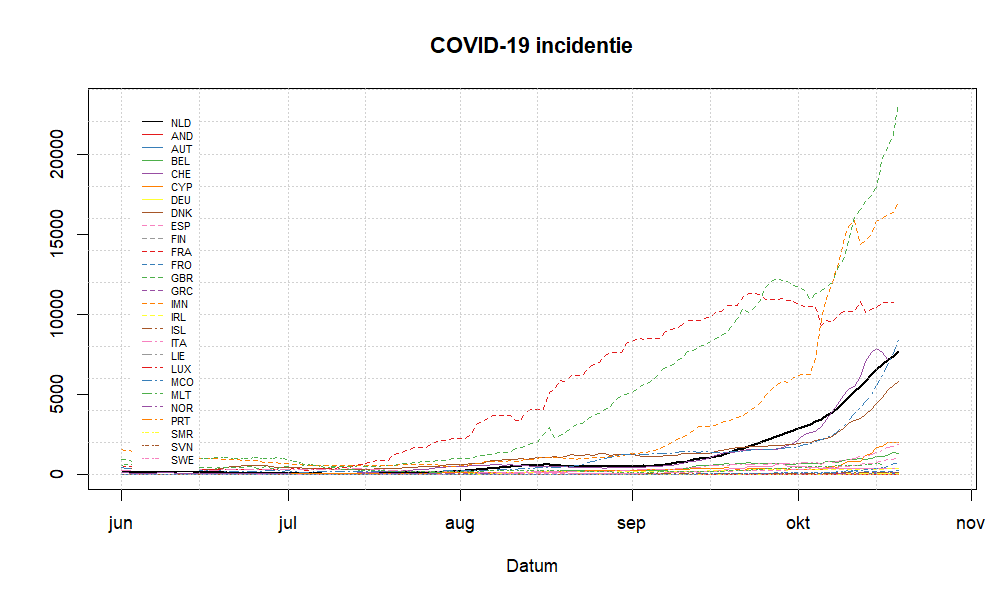 COVID-19 incidentie
20000
15000
10000
5000
0
NLD
AND
AUT
BEL
CHE
CYP
DEU
DNK
ESP
FIN
FRA
FRO
GBR
GRC
IMN
IRL
ISL
ITA
LIE
LUX
MCO
MLT
NOR
PRT
SMR
SVN
SWE
jun jul aug sep okt nov
Datum